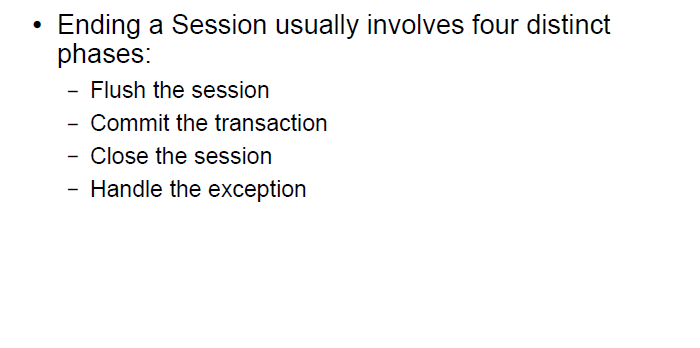 • Ending a Session usually involves four distinct
phases:
– Flush the session
– Commit the transaction
– Close the session
– Handle the exception